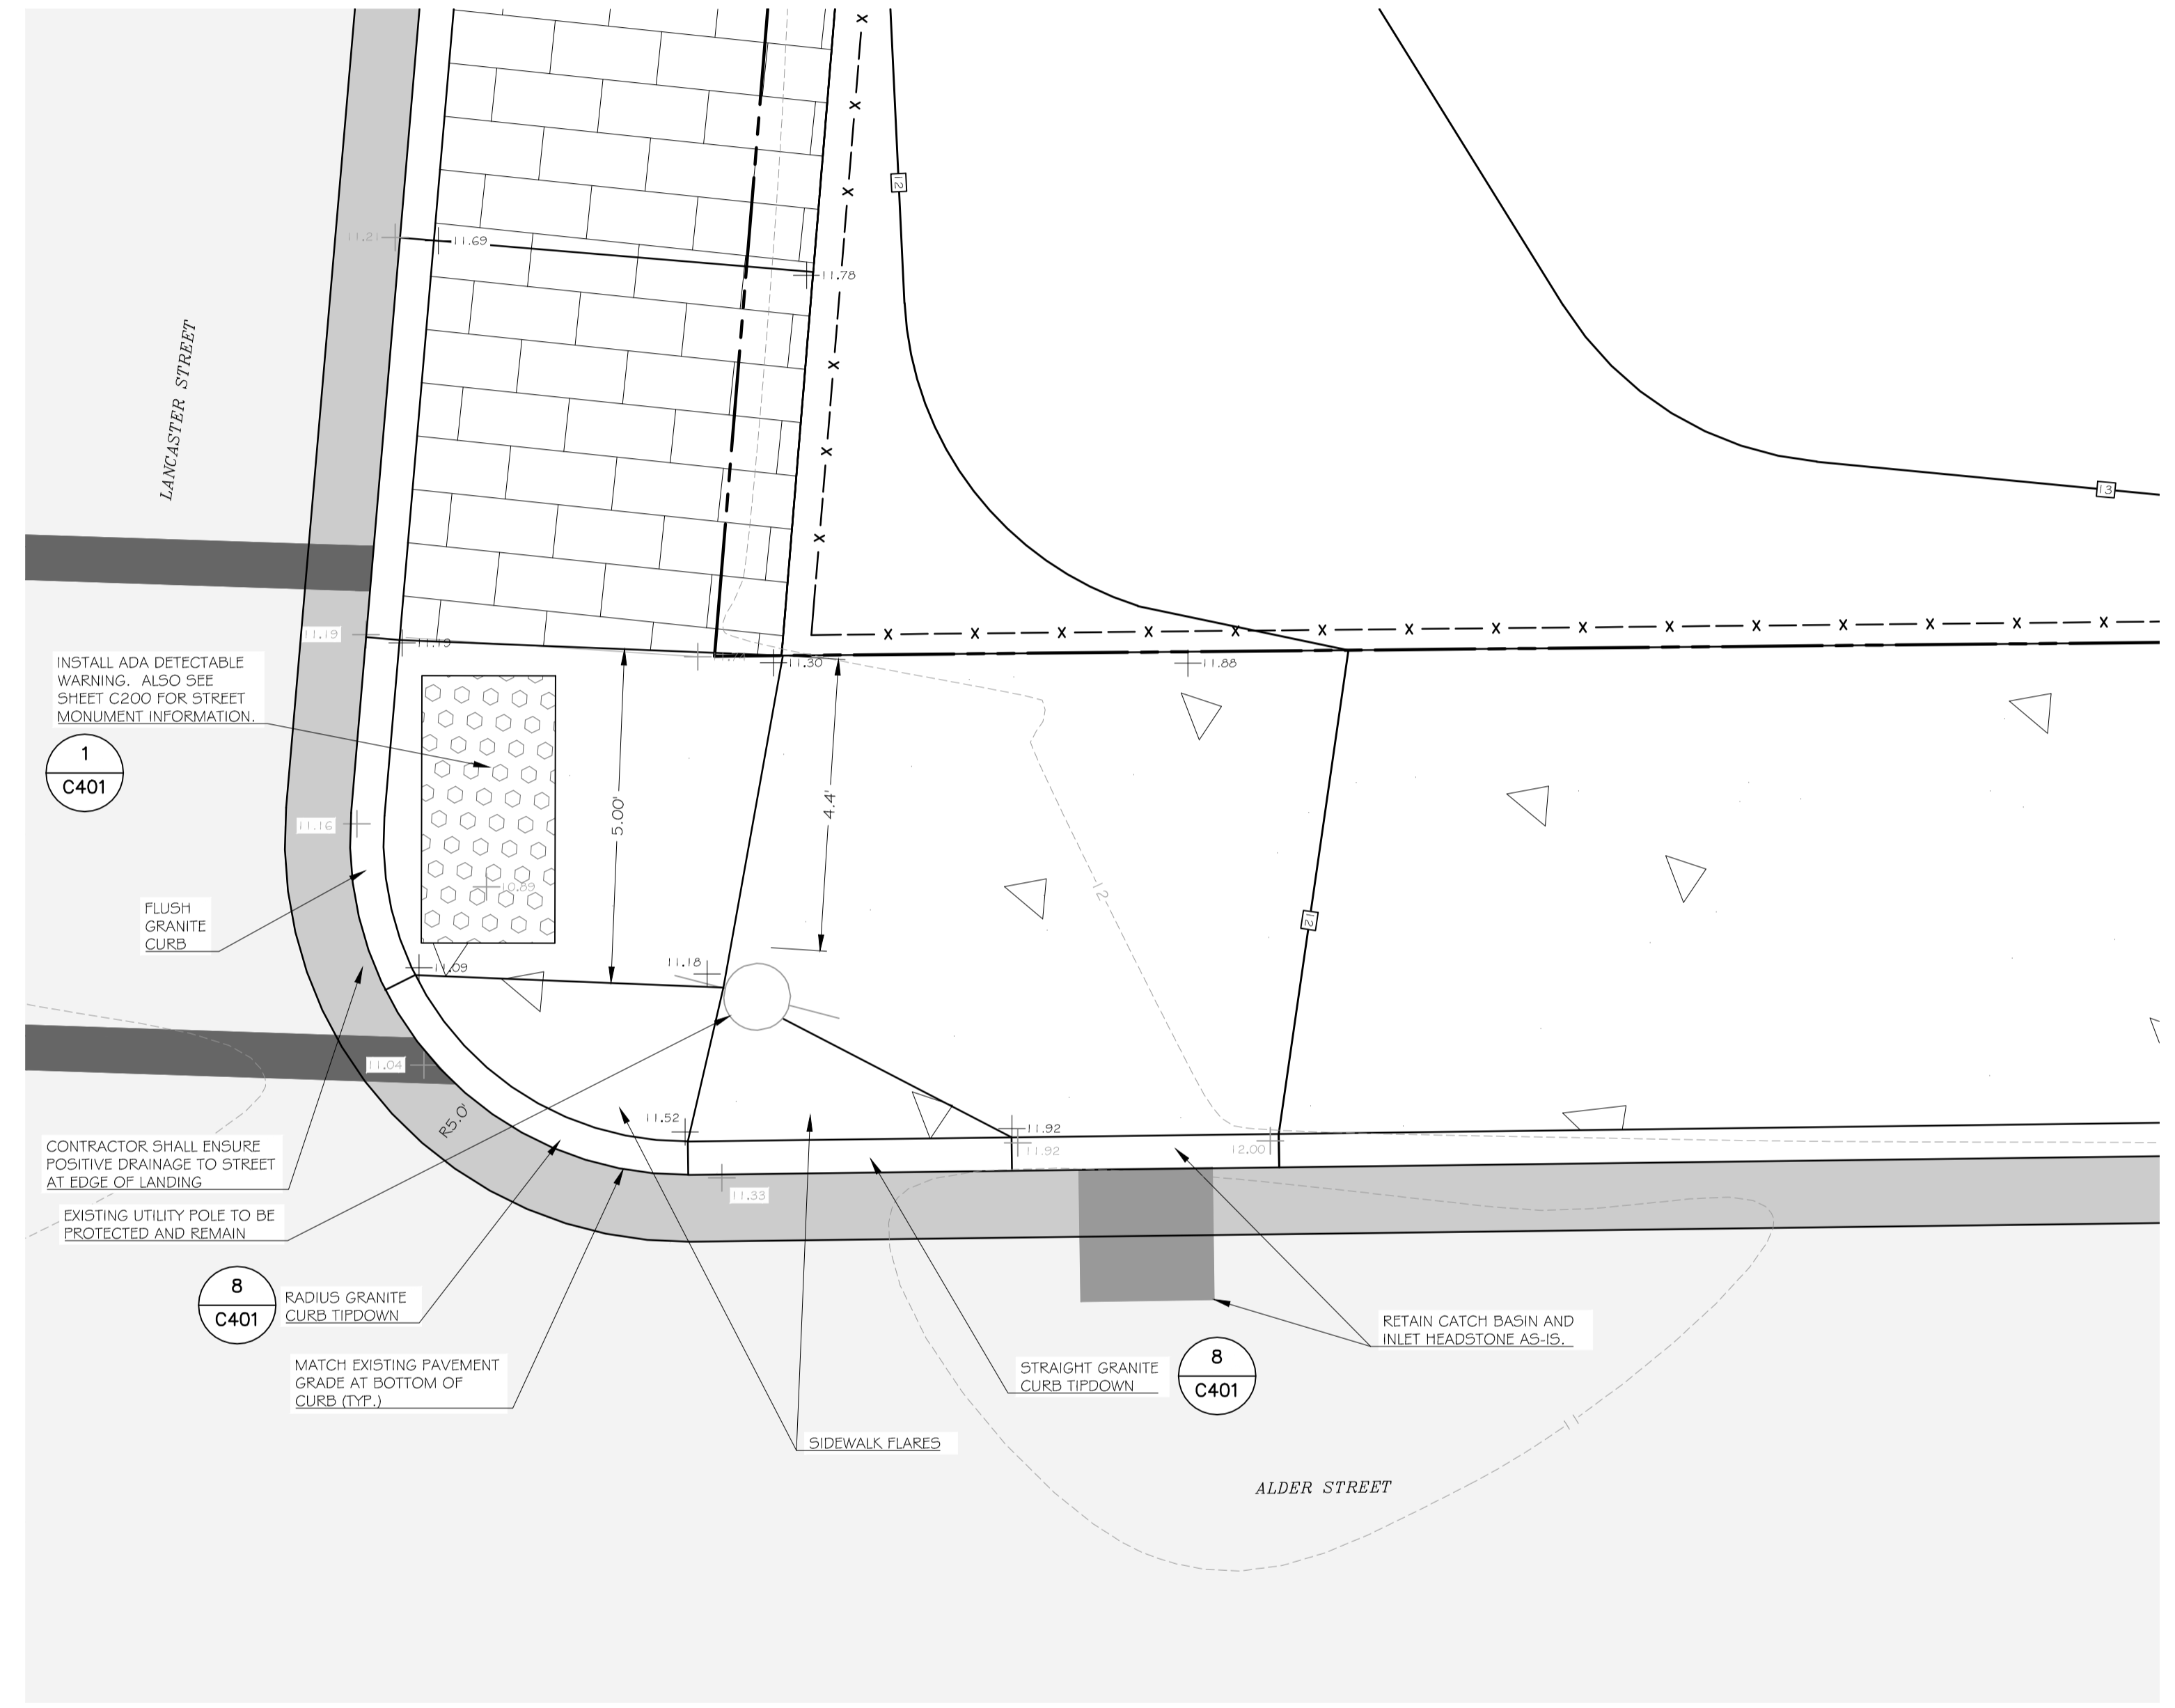 12
11.21
11.69
11.78
LANCASTER STREET
13
11.19
11.19
11.30
11.88
INSTALL ADA DETECTABLE
WARNING. ALSO SEE
SHEET C200 FOR STREET
MONUMENT INFORMATION.
1
C401
5.00'
4.4'
11.16
10.89
12
12
FLUSH
GRANITE
CURB
11.09
11.18
11.04
R5.0'
11.52
11.92
11.92
12.00
11.33
CONTRACTOR SHALL ENSURE
POSITIVE DRAINAGE TO STREET
AT EDGE OF LANDING
EXISTING UTILITY POLE TO BE
PROTECTED AND REMAIN
8
C401
RADIUS GRANITE
CURB TIPDOWN
MATCH EXISTING PAVEMENT
GRADE AT BOTTOM OF
CURB (TYP.)
SIDEWALK FLARES
STRAIGHT GRANITE
CURB TIPDOWN
8
C401
RETAIN CATCH BASIN AND
INLET HEADSTONE AS-IS.
11
ALDER STREET